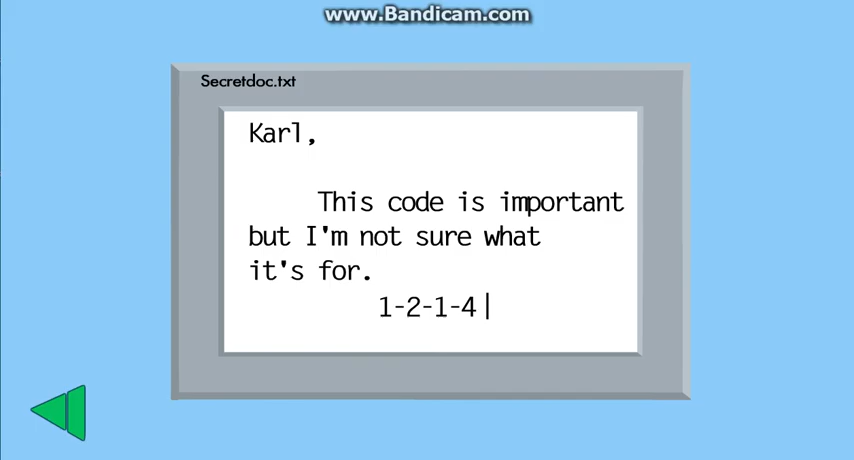 www.Bandicam.com
Secretdoc.txt
Karl,
This code is important
but I'm not sure what
it's for.
1-2-1-4